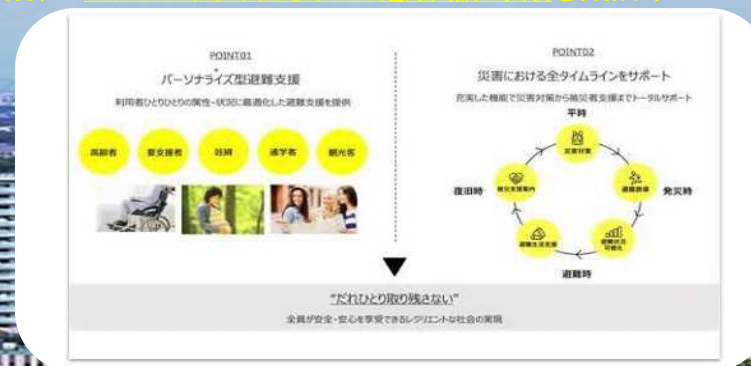 POINT01
パーソナライズ型避難支援
利用者ひとりひとりの属性・状況に最適化した避難支援を提供
高齢者
要支援者
妊婦
通学者
観光客
POINT02
災害における全タイムラインをサポート
充実した機能で災害対策から被災者支援までトータルサポート
平時
災害対策
発災時
避難誘導
避難状況
可視化
避難時
避難生活支援
復旧時
被災支援案内
"だれひとり取り残さない"
全員が安全・安心を享受できるレジリエントな社会の実現